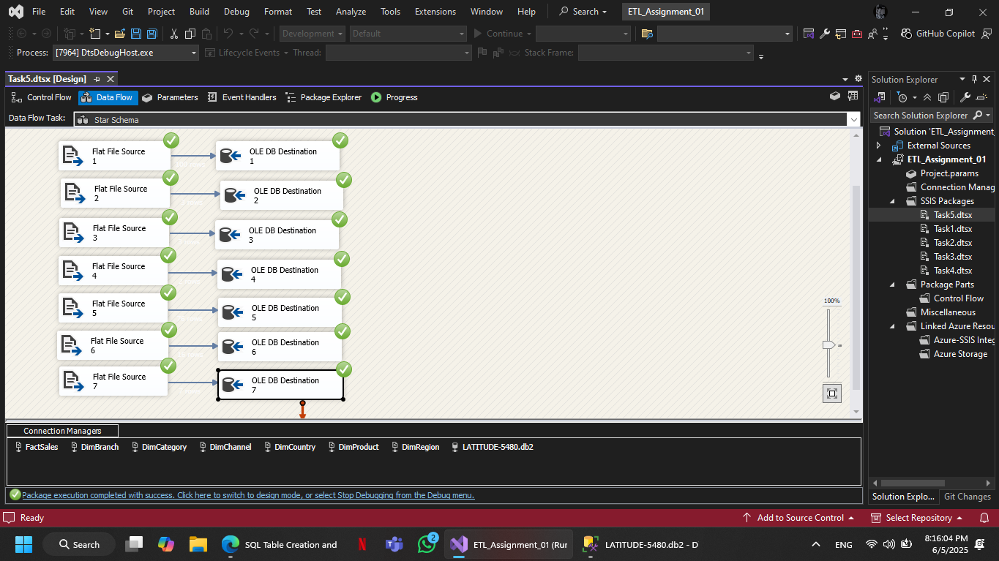 File Edit View Git Project Build Debug Format Test Analyze Tools Extensions Window Help Search ETL_Assignment_01
Development Default Continue GitHub Copilot
Process: [7964] DtsDebugHost.exe Lifecycle Events Thread: Stack Frame:
Task5.dtsx [Design]
Control Flow Data Flow Parameters Event Handlers Package Explorer Progress
Data Flow Task: Star Schema
Flat File Source
1
OLE DB Destination
1
Flat File Source
2
OLE DB Destination
2
Flat File Source
3
OLE DB Destination
3
Flat File Source
4
OLE DB Destination
4
Flat File Source
5
OLE DB Destination
5
Flat File Source
6
OLE DB Destination
6
Flat File Source
7
OLE DB Destination
7
100%
Connection Managers
FactSales DimBranch DimCategory DimChannel DimCountry DimProduct DimRegion LATITUDE-5480.db2
Package execution completed with success. Click here to switch to design mode, or select Stop Debugging from the Debug menu.
Solution Explorer
Search Solution Explorer
Solution 'ETL_Assignment_
External Sources
ETL_Assignment_01
Project.params
Connection Manag
SSIS Packages
Task5.dtsx
Task1.dtsx
Task2.dtsx
Task3.dtsx
Task4.dtsx
Package Parts
Control Flow
Miscellaneous
Linked Azure Resou
Azure-SSIS Integ
Azure Storage
Solution Explo... Git Changes
Ready Add to Source Control Select Repository
Search SQL Table Creation and 2 ETL_Assignment_01 (Rur LATITUDE-5480.db2 - D ENG 8:16:04 PM
6/5/2025